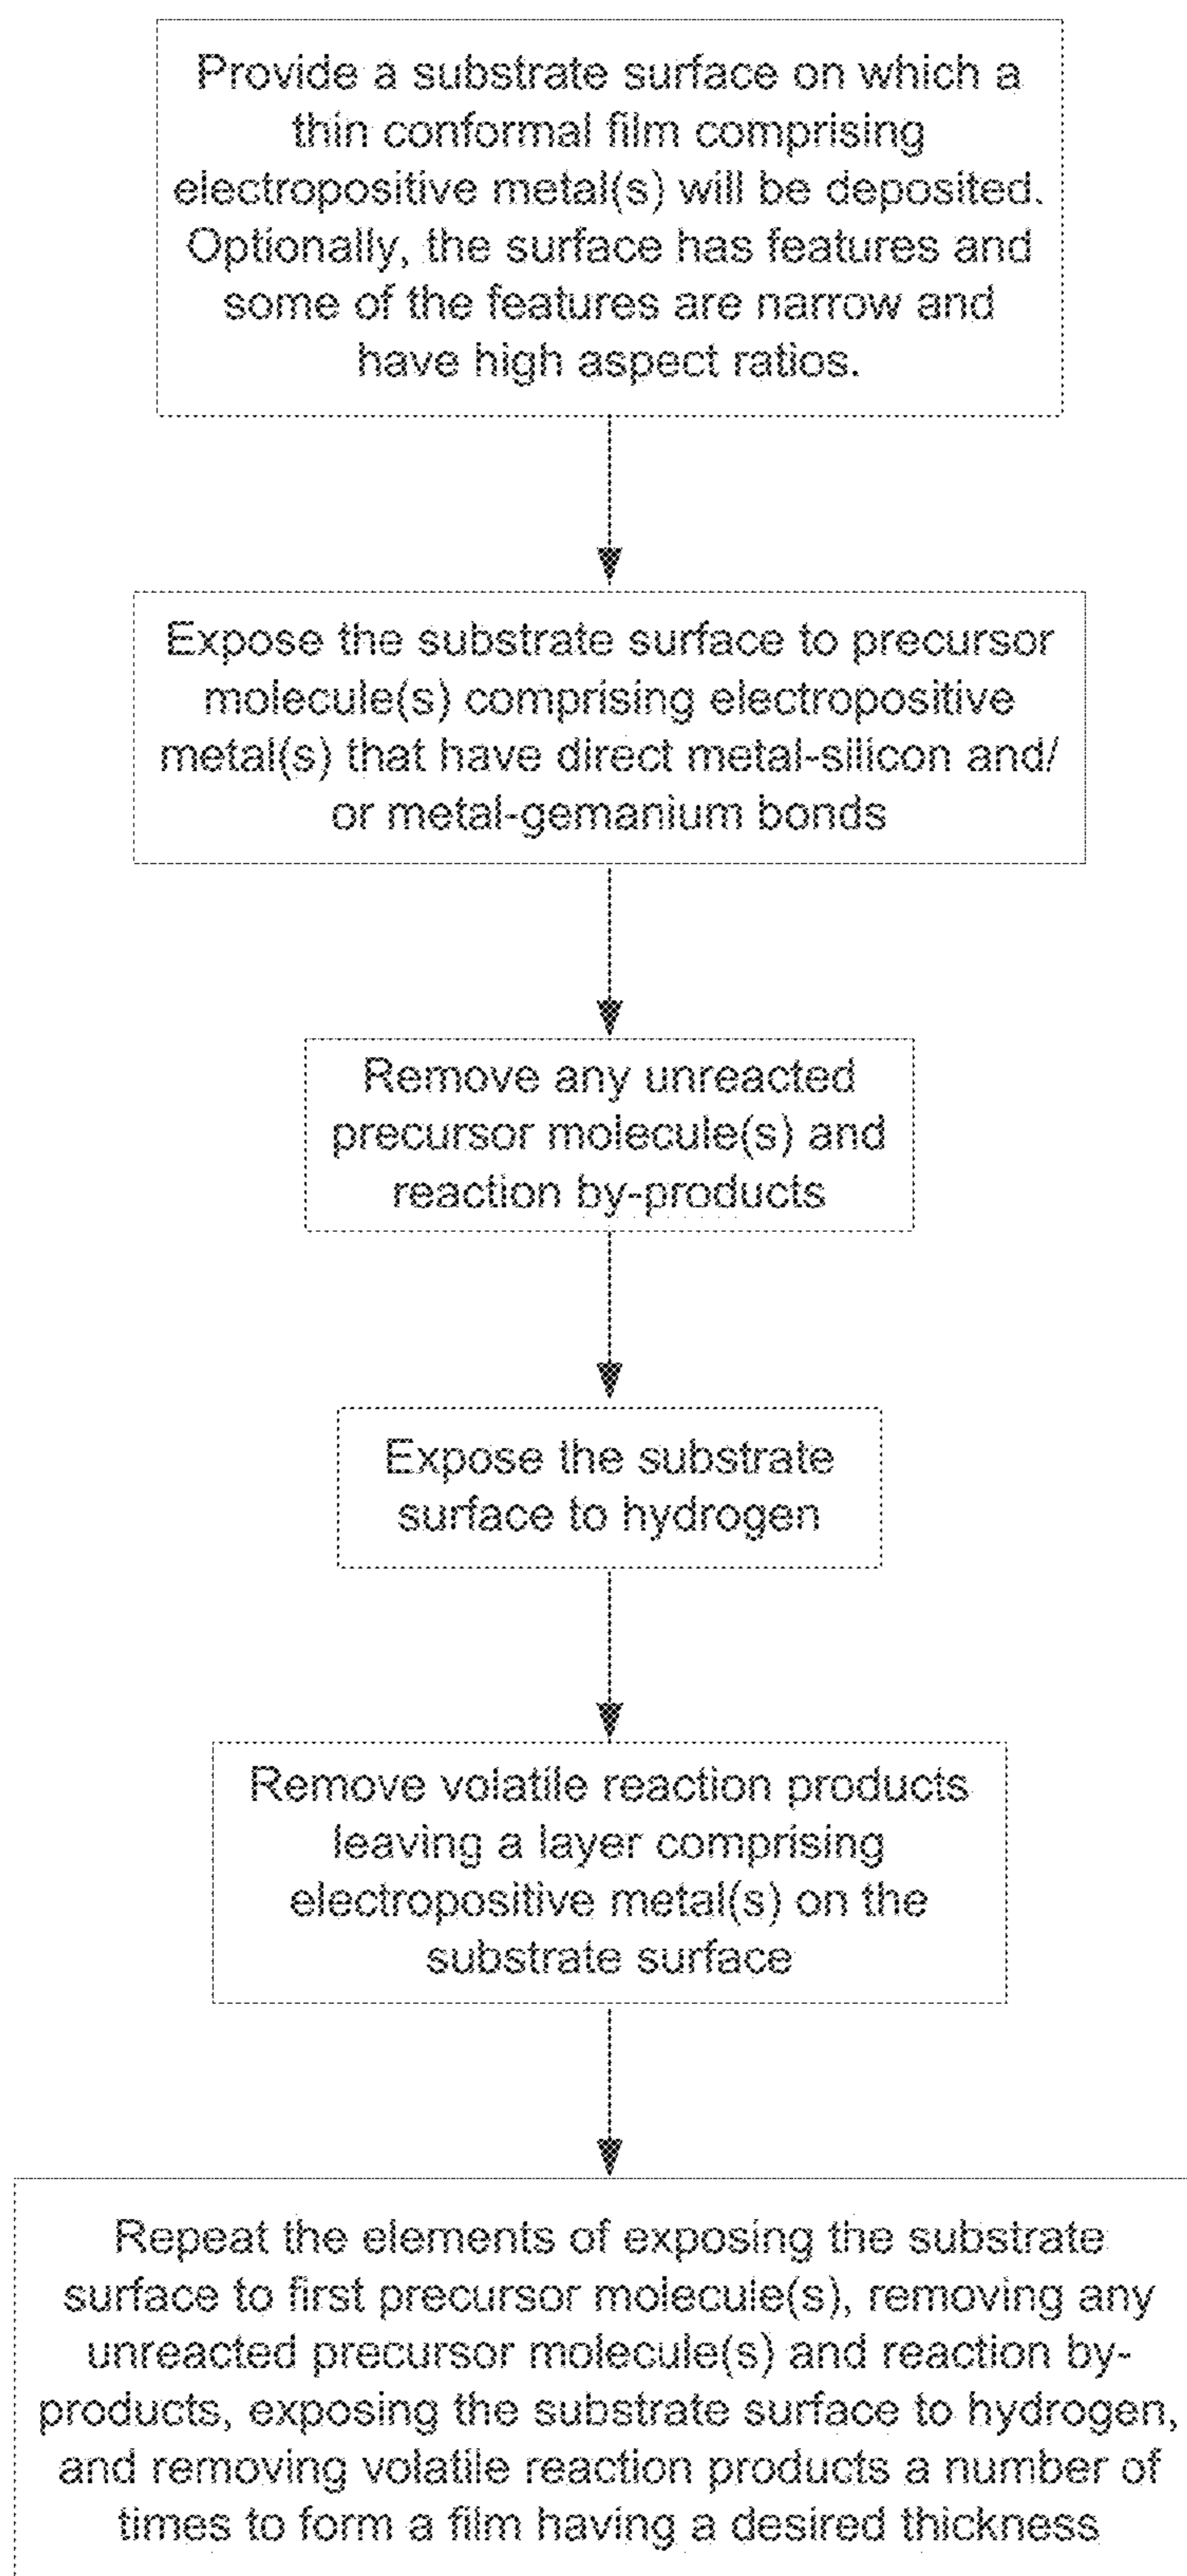 Provide a substrate surface on which a
thin conformal film comprising
electropositive metal(s) will be deposited.
Optionally, the surface has features and
some of the features are narrow and
have high aspect ratios.
Expose the substrate surface to precursor
molecule(s) comprising electropositive
metal(s) that have direct metal-silicon and/
or metal-gemanium bonds
Remove any unreacted
precursor molecule(s) and
reaction by-products
Expose the substrate
surface to hydrogen
Remove volatile reaction products
leaving a layer comprising
electropositive metal(s) on the
substrate surface
Repeat the elements of exposing the substrate
surface to first precursor molecule(s), removing any
unreacted precursor molecule(s) and reaction by-
products, exposing the substrate surface to hydrogen,
and removing volatile reaction products a number of
times to form a film having a desired thickness